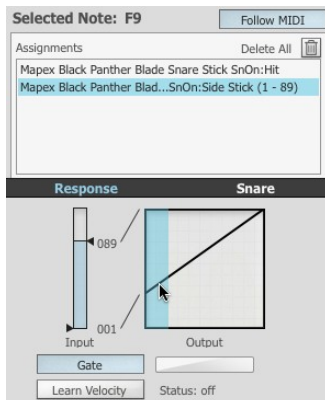 Selected Note: F9
Follow MIDI
Assignments
Delete All
Mapex Black Panther Blade Snare Stick SnOn:Hit
Mapex Black Panther Blad...SnOn:Side Stick (1 - 89)
Response
Snare
089
001
Input
Output
Gate
Learn Velocity
Status: off